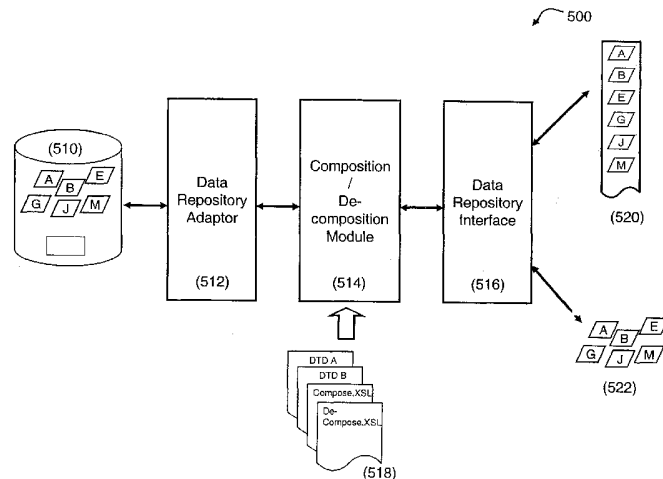 500
(510)
A
B
E
G
J
M
Data
Repository
Adaptor
(512)
Composition
/
De-
composition
Module
(514)
Data
Repository
Interface
(516)
A
B
E
G
J
M
(520)
A
B
E
G
J
M
(522)
DTD A
DTD B
Compose.XSL
De-
Compose.XSL
(518)